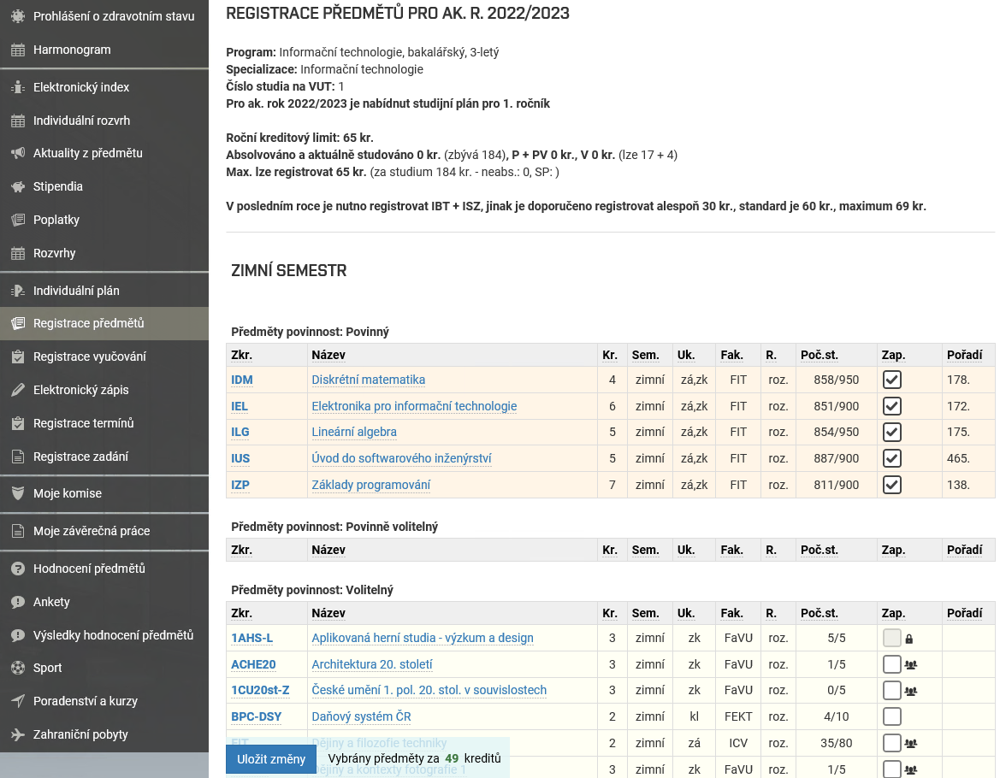 Prohlášení o zdravotním stavu
Harmonogram
Elektronický index
Individuální rozvrh
Aktuality z předmětu
Stipendia
Poplatky
Rozvrhy
Individuální plán
Registrace předmětů
Registrace vyučování
Elektronický zápis
Registrace termínů
Registrace zadání
Moje komise
Moje závěrečná práce
Hodnocení předmětů
Ankety
Výsledky hodnocení předmětů
Sport
Poradenství a kurzy
Zahraniční pobyty
REGISTRACE PŘEDMĚTŮ PRO AK. R. 2022/2023
Program: Informační technologie, bakalářský, 3-letý
Specializace: Informační technologie
Číslo studia na VUT: 1
Pro ak. rok 2022/2023 je nabídnut studijní plán pro 1. ročník
Roční kreditový limit: 65 kr.
Absolvováno a aktuálně studováno 0 kr. (zbývá 184), P + PV 0 kr., V 0 kr. (lze 17 + 4)
Max. lze registrovat 65 kr. (za studium 184 kr. - neabs.: 0, SP: )
V posledním roce je nutno registrovat IBT + ISZ, jinak je doporučeno registrovat alespoň 30 kr., standard je 60 kr., maximum 69 kr.
ZIMNÍ SEMESTR
Předměty povinnost: Povinný
Zkr. Název Kr. Sem. Uk. Fak. R. Poč.st. Zap. Pořadí
IDM Diskrétní matematika 4 zimní zá,zk FIT roz. 858/950 178.
IEL Elektronika pro informační technologie 6 zimní zá,zk FIT roz. 851/900 172.
ILG Lineární algebra 5 zimní zá,zk FIT roz. 854/950 175.
IUS Úvod do softwarového inženýrství 5 zimní zá,zk FIT roz. 887/900 465.
IZP Základy programování 7 zimní zá,zk FIT roz. 811/900 138.
Předměty povinnost: Povinně volitelný
Zkr. Název Kr. Sem. Uk. Fak. R. Poč.st. Zap. Pořadí
Předměty povinnost: Volitelný
Zkr. Název Kr. Sem. Uk. Fak. R. Poč.st. Zap. Pořadí
1AHS-L Aplikovaná herní studia - výzkum a design 3 zimní zk FaVU roz. 5/5
ACHE20 Architektura 20. století 3 zimní zk FaVU roz. 1/5
1CU20st-Z České umění 1. pol. 20. stol. v souvislostech 3 zimní zk FaVU roz. 0/5
BPC-DSY Daňový systém ČR 2 zimní kl FEKT roz. 4/10
FIT Dějiny a filozofie techniky 2 zimní zá ICV roz. 35/80
Dějiny a kontexty fotografie 1 3 zimní zk FaVU roz. 1/5
Uložit změny Vybrány předměty za 49 kreditů